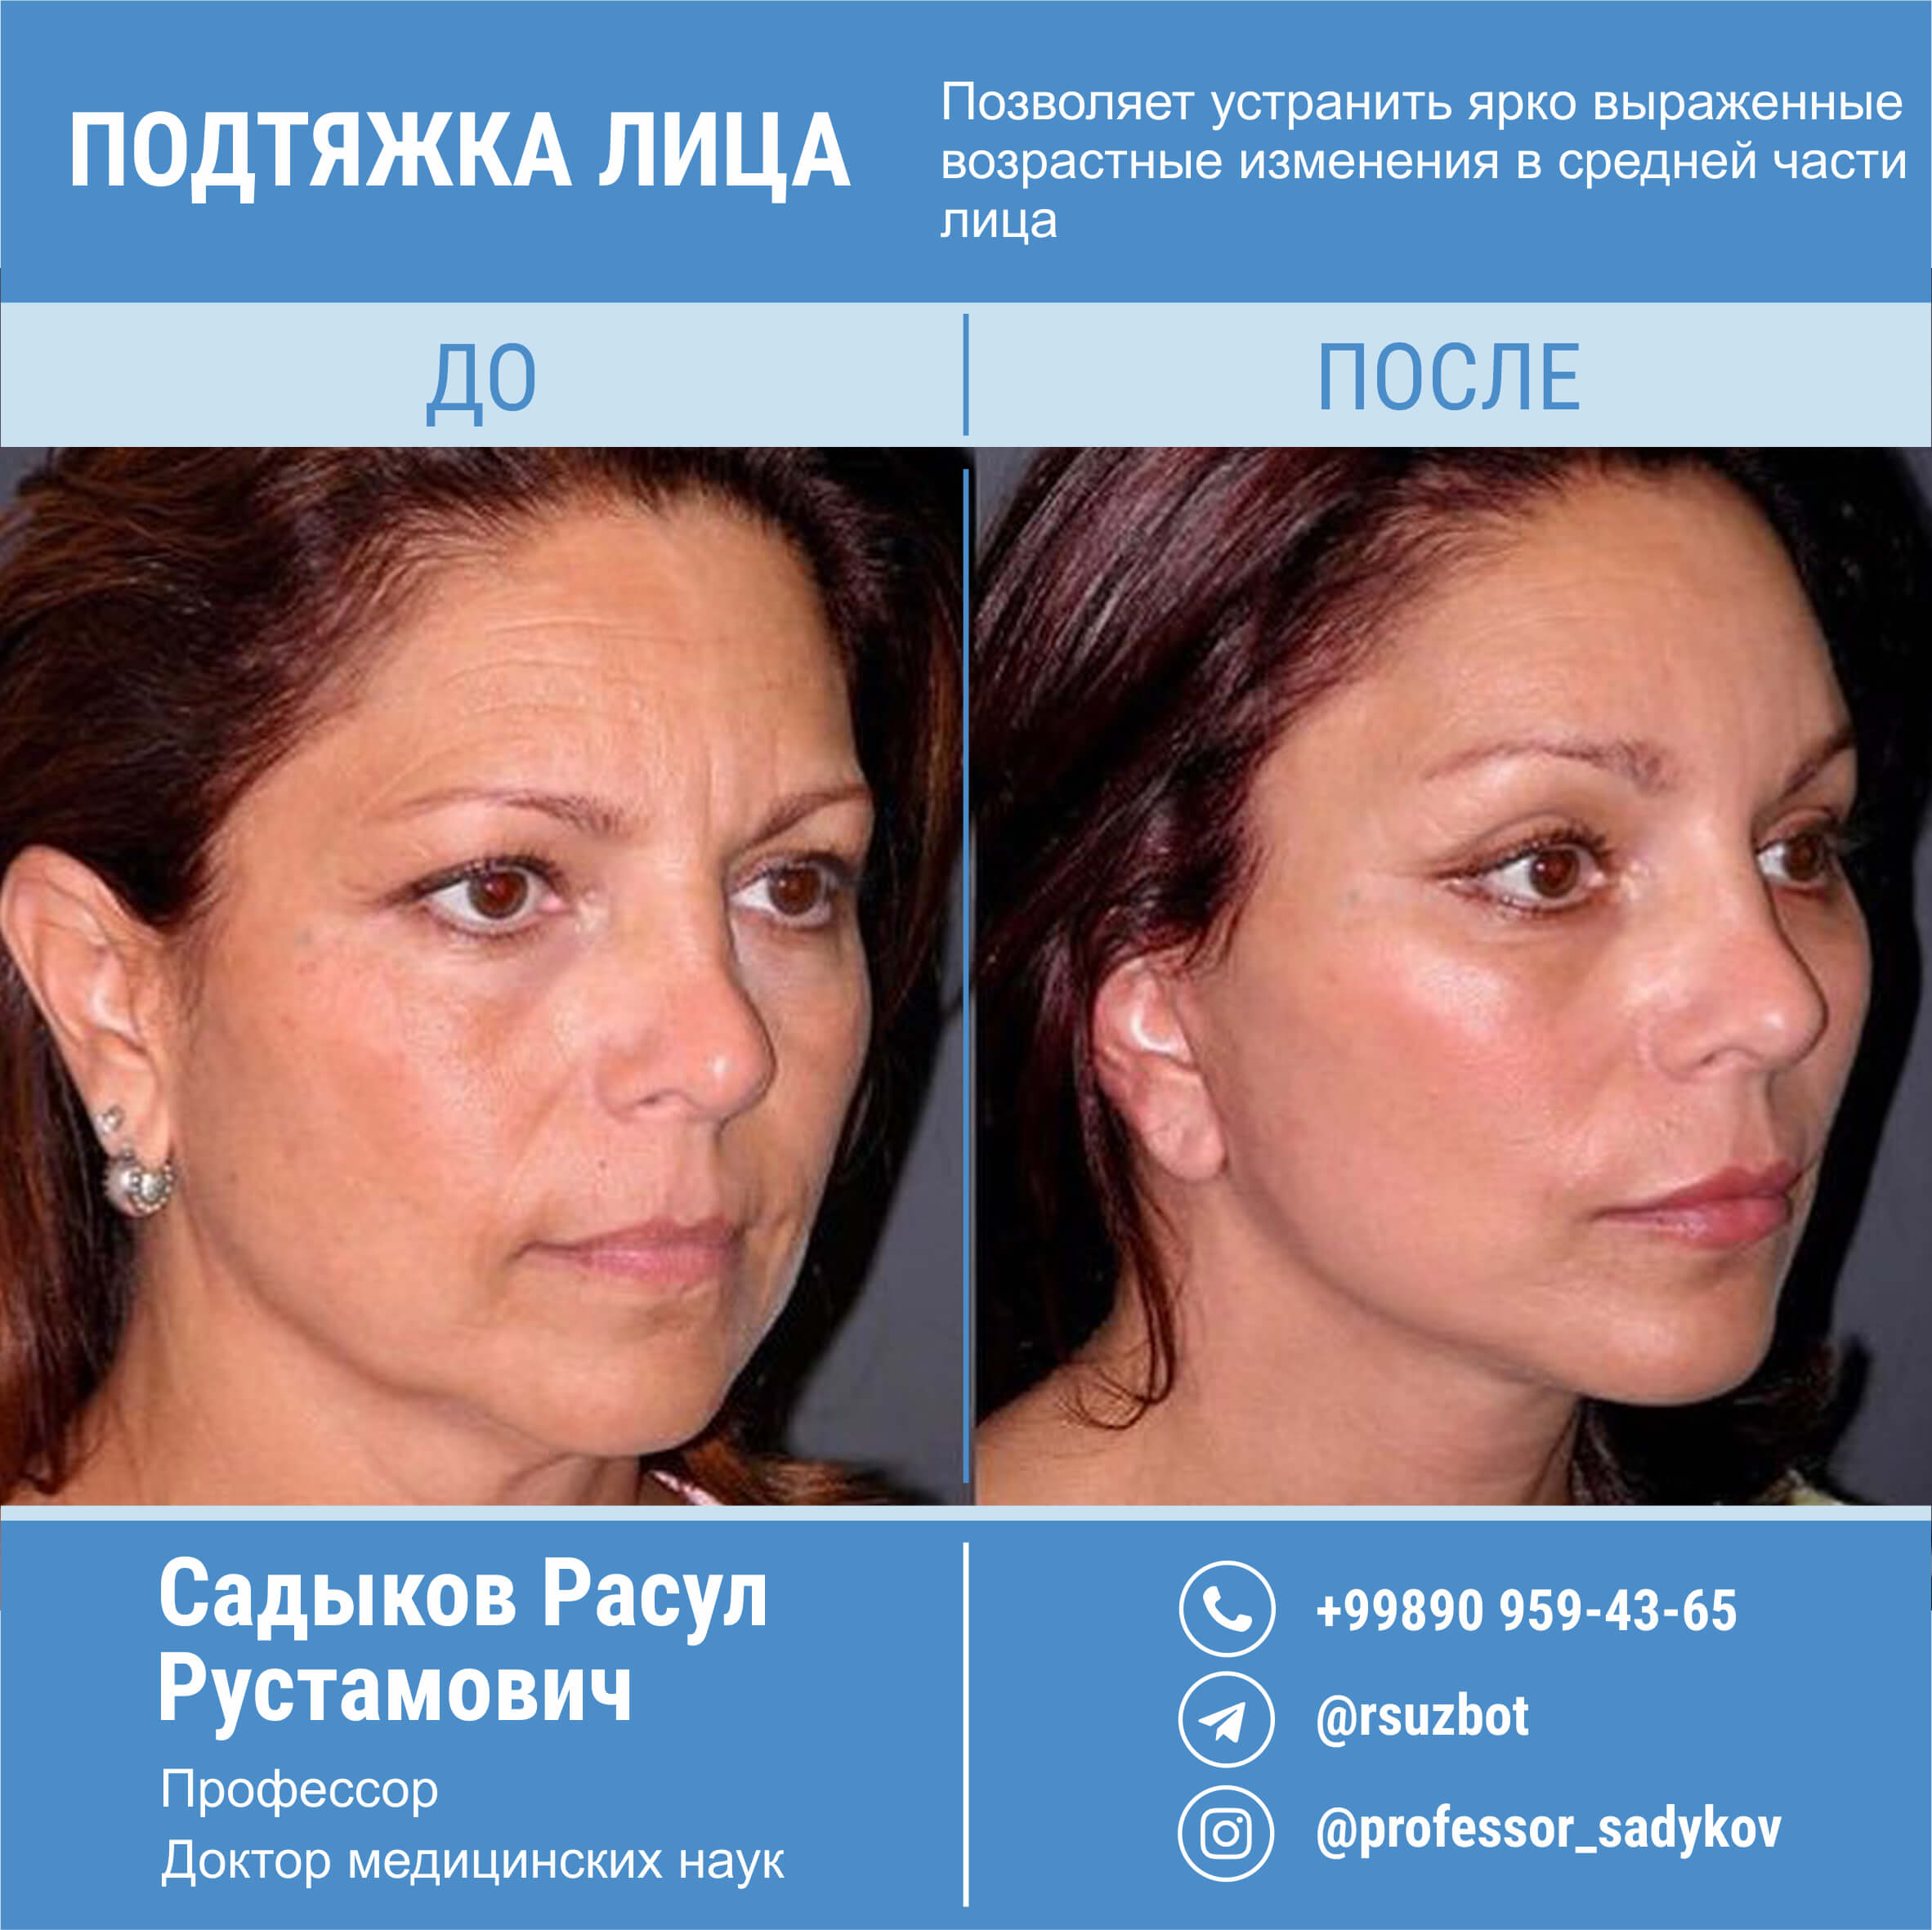 ПОДТЯЖКА ЛИЦА
Позволяет устранить ярко выраженные
возрастные изменения в средней части
лица
ДО
ПОСЛЕ
Садыков Расул
Рустамович
Профессор
Доктор медицинских наук
+99890 959-43-65
@rsuzbot
@professor_sadykov